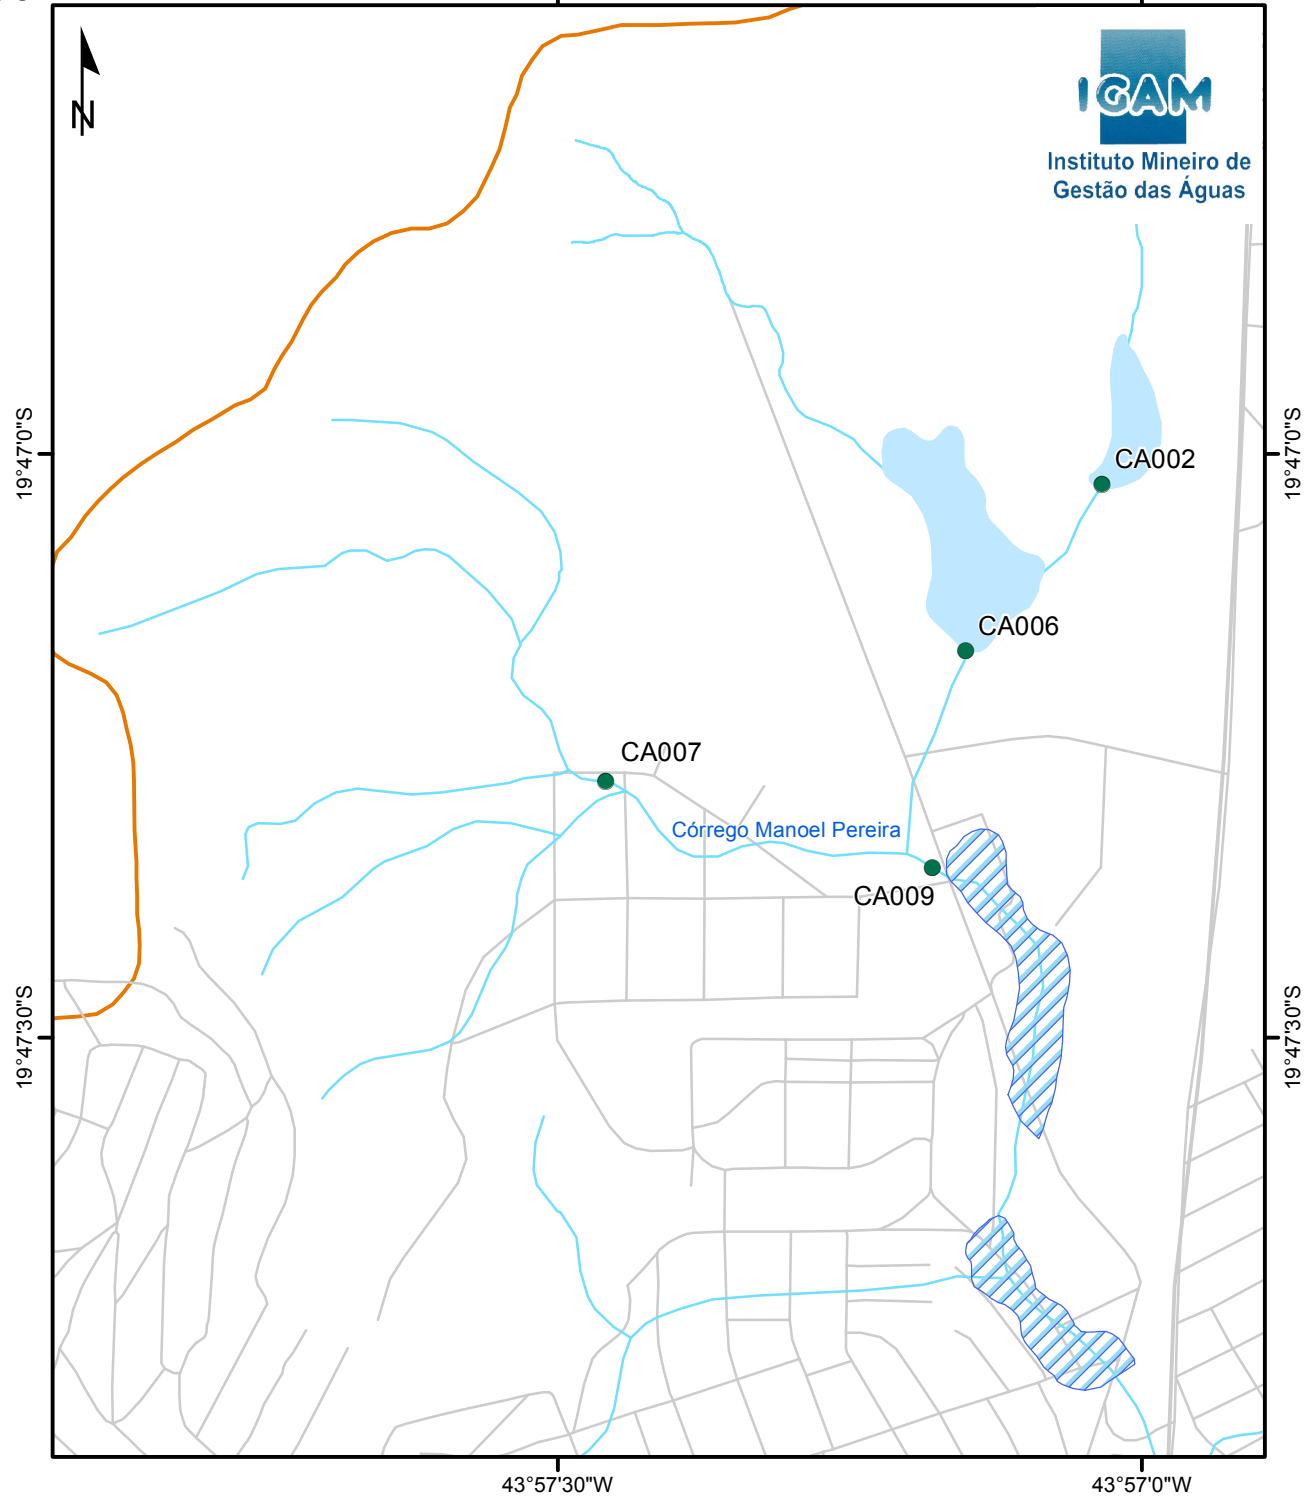 N
IGAM
Instituto Mineiro de
Gestão das Águas
19°47'0"S
19°47'0"S
CA002
CA006
CA007
Córrego Manoel Pereira
CA009
19°47'30"S
19°47'30"S
43°57'30"W
43°57'0"W